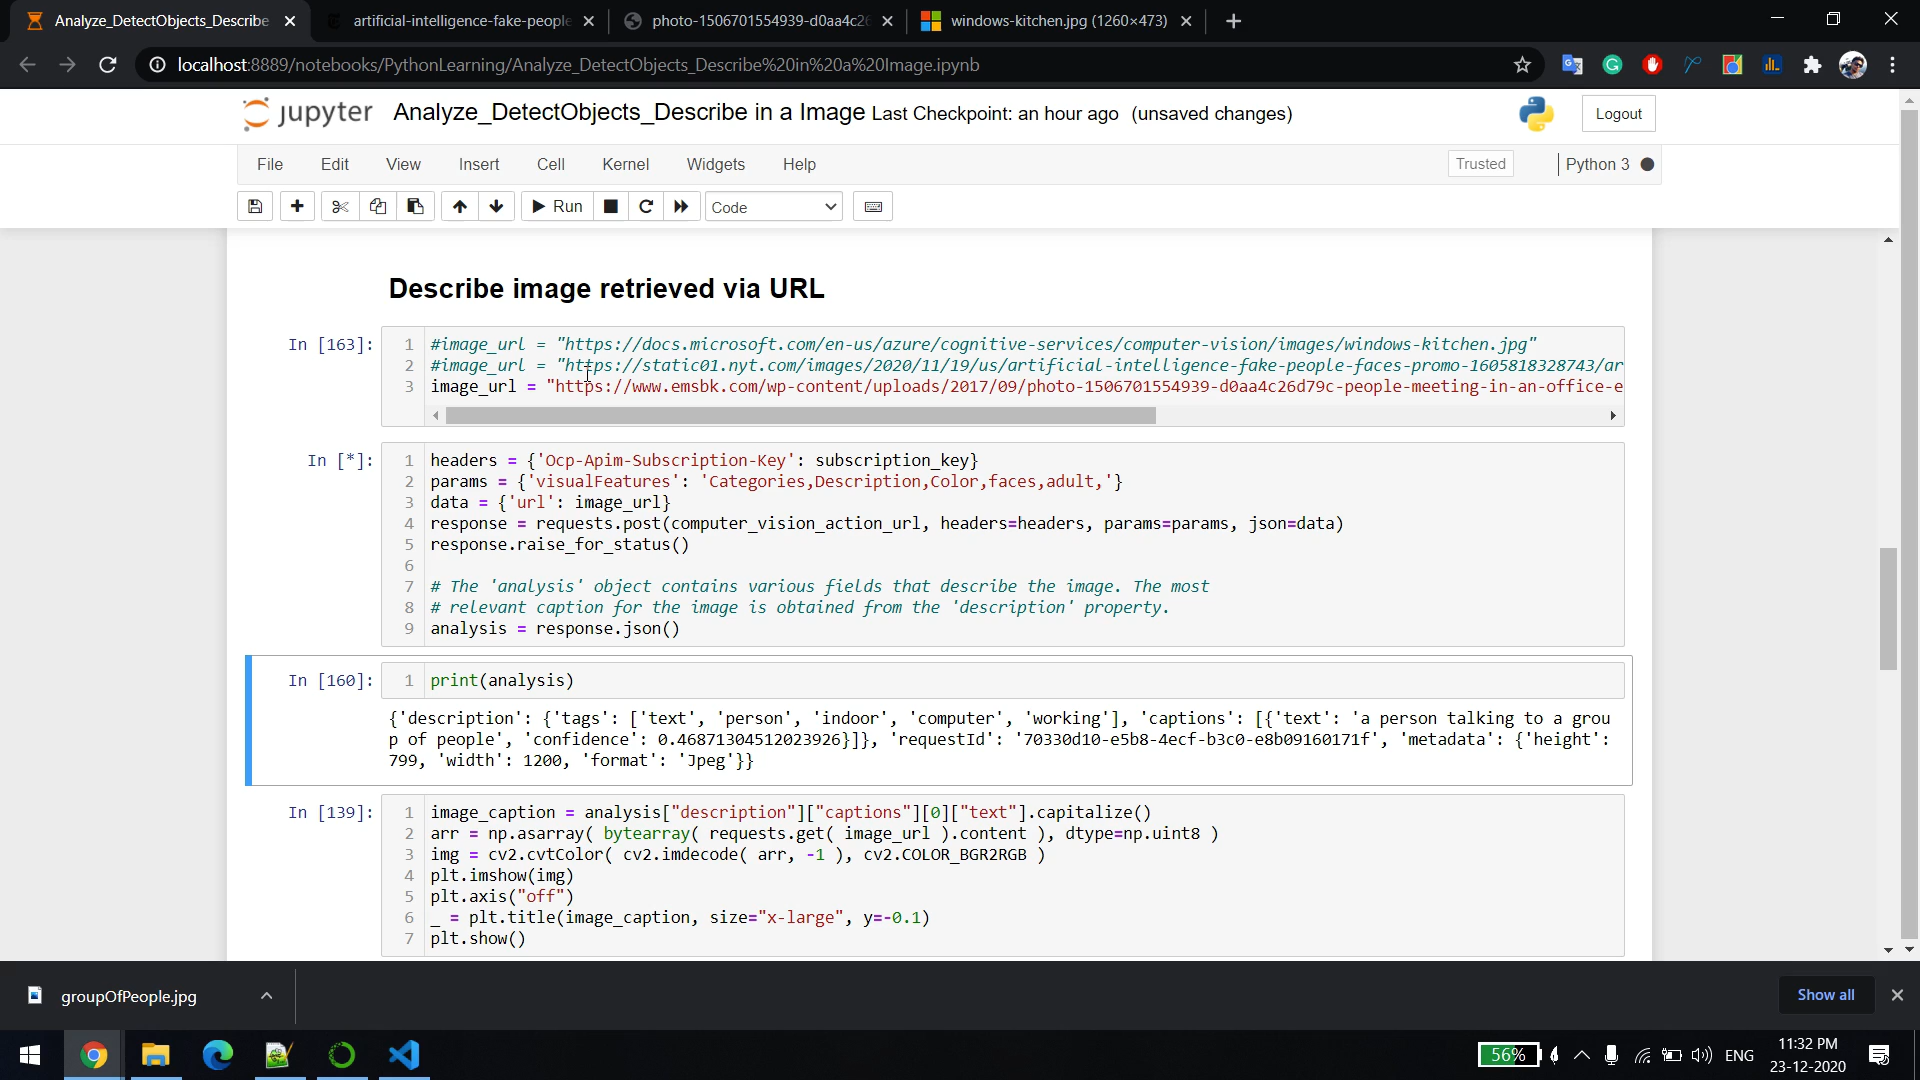 Analyze_DetectObjects_Describe
artificial-intelligence-fake-people
photo-1506701554939-d0aa4c26
windows-kitchen.jpg (1260×473)
localhost:8889/notebooks/PythonLearning/Analyze_DetectObjects_Describe%20in%20a%20Image.ipynb
jupyter Analyze_DetectObjects_Describe in a Image Last Checkpoint: an hour ago (unsaved changes) Logout
File Edit View Insert Cell Kernel Widgets Help Trusted Python 3
Run Code
Describe image retrieved via URL
In [163]:
1 #image_url = "https://docs.microsoft.com/en-us/azure/cognitive-services/computer-vision/images/windows-kitchen.jpg"
2 #image_url = "https://static01.nyt.com/images/2020/11/19/us/artificial-intelligence-fake-people-faces-promo-1605818328743/ar
3 image_url = "https://www.emsbk.com/wp-content/uploads/2017/09/photo-1506701554939-d0aa4c26d79c-people-meeting-in-an-office-e
In [*]:
1 headers = {'Ocp-Apim-Subscription-Key': subscription_key}
2 params = {'visualFeatures': 'Categories,Description,Color,faces,adult,'}
3 data = {'url': image_url}
4 response = requests.post(computer_vision_action_url, headers=headers, params=params, json=data)
5 response.raise_for_status()
6
7 # The 'analysis' object contains various fields that describe the image. The most
8 # relevant caption for the image is obtained from the 'description' property.
9 analysis = response.json()
In [160]:
1 print(analysis)
{'description': {'tags': ['text', 'person', 'indoor', 'computer', 'working'], 'captions': [{'text': 'a person talking to a grou
p of people', 'confidence': 0.46871304512023926}]}, 'requestId': '70330d10-e5b8-4ecf-b3c0-e8b09160171f', 'metadata': {'height':
799, 'width': 1200, 'format': 'Jpeg'}}
In [139]:
1 image_caption = analysis["description"]["captions"][0]["text"].capitalize()
2 arr = np.asarray( bytearray( requests.get( image_url ).content ), dtype=np.uint8 )
3 img = cv2.cvtColor( cv2.imdecode( arr, -1 ), cv2.COLOR_BGR2RGB )
4 plt.imshow(img)
5 plt.axis("off")
6 _ = plt.title(image_caption, size="x-large", y=-0.1)
7 plt.show()
groupOfPeople.jpg
Show all
56%
ENG
11:32 PM
23-12-2020